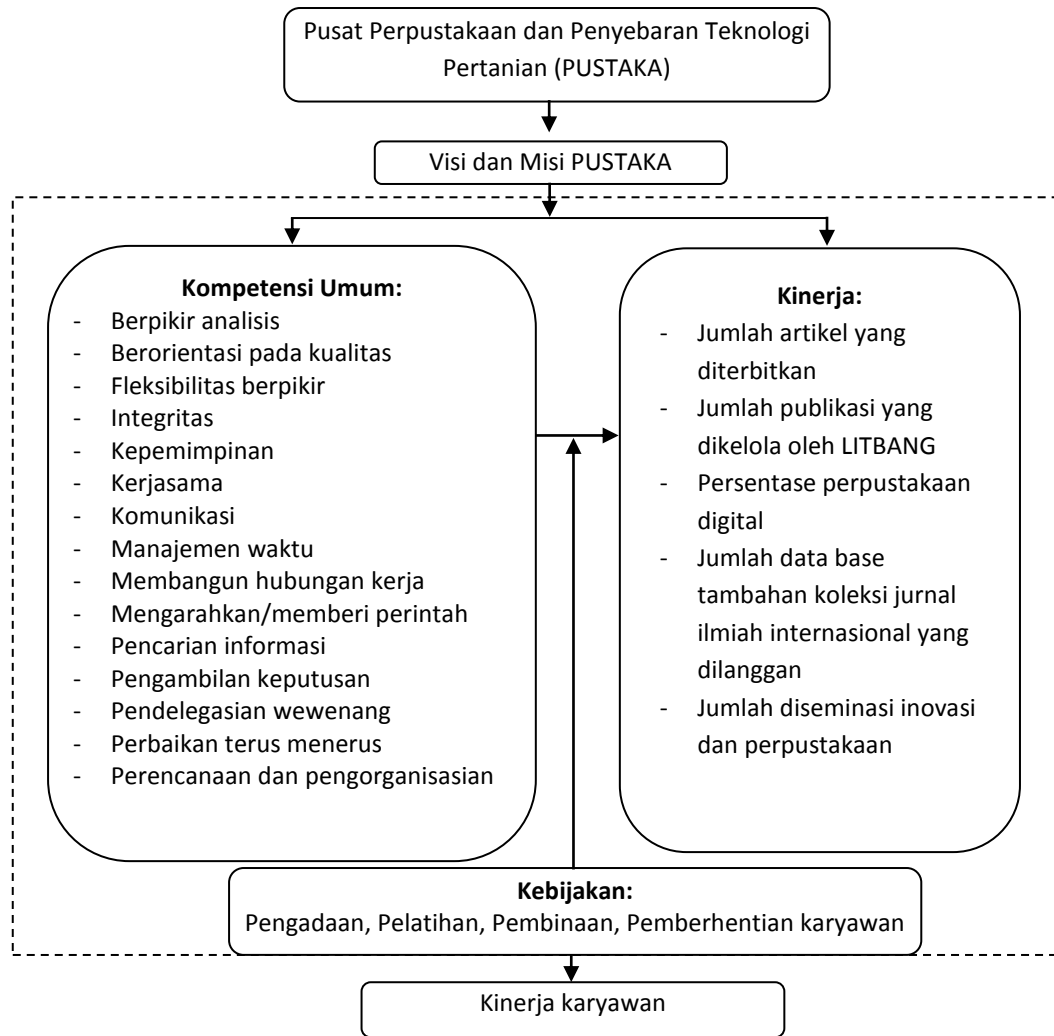 Pusat Perpustakaan dan Penyebaran Teknologi
Pertanian (PUSTAKA)
Visi dan Misi PUSTAKA
Kompetensi Umum:
- Berpikir analisis
- Berorientasi pada kualitas
- Fleksibilitas berpikir
- Integritas
- Kepemimpinan
- Kerjasama
- Komunikasi
- Manajemen waktu
- Membangun hubungan kerja
- Mengarahkan/memberi perintah
- Pencarian informasi
- Pengambilan keputusan
- Pendelegasian wewenang
- Perbaikan terus menerus
- Perencanaan dan pengorganisasian
Kinerja:
- Jumlah artikel yang
diterbitkan
- Jumlah publikasi yang
dikelola oleh LITBANG
- Persentase perpustakaan
digital
- Jumlah data base
tambahan koleksi jurnal
ilmiah internasional yang
dilanggan
- Jumlah diseminasi inovasi
dan perpustakaan
Kebijakan:
Pengadaan, Pelatihan, Pembinaan, Pemberhentian karyawan
Kinerja karyawan